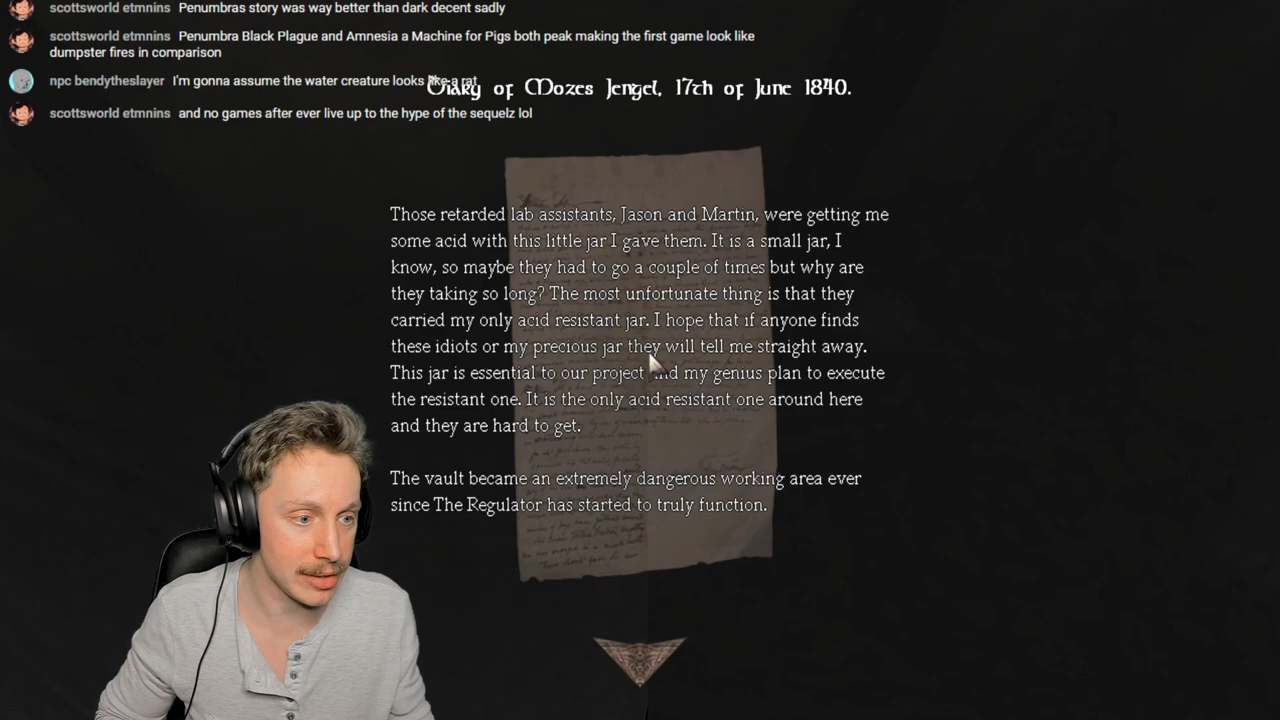 scottsworld etmnins Penumbras story was way better than dark decent sadly
scottsworld etmnins Penumbra Black Plague and Amnesia a Machine for Pigs both peak making the first game look like
dumpster fires in comparison
npc bendytheslayer I'm gonna assume the water creature looks like a rat
Diary of Mozes Jengel, 17th of June 1840.
scottsworld etmnins and no games after ever live up to the hype of the sequelz lol
Those retarded lab assistants, Jason and Martin, were getting me
some acid with this little jar I gave them. It is a small jar, I
know, so maybe they had to go a couple of times but why are
they taking so long? The most unfortunate thing is that they
carried my only acid resistant jar. I hope that if anyone finds
these idiots or my precious jar they will tell me straight away.
This jar is essential to our project and my genius plan to execute
the resistant one. It is the only acid resistant one around here
and they are hard to get.
The vault became an extremely dangerous working area ever
since The Regulator has started to truly function.